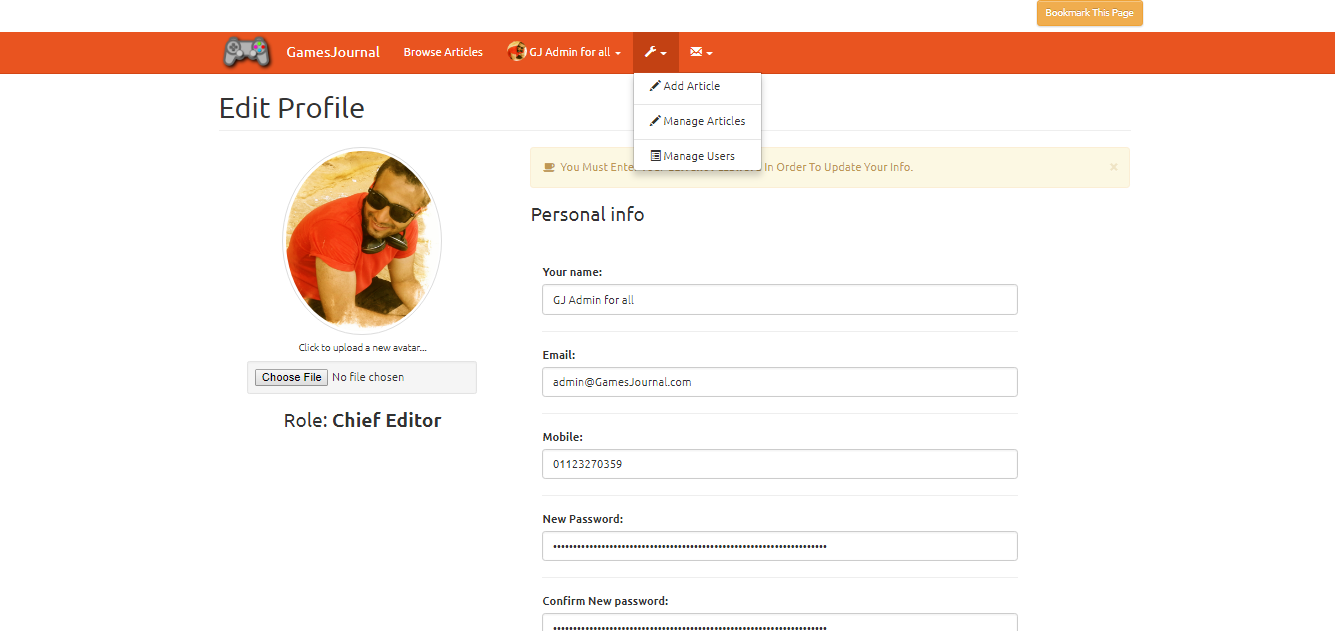 Bookmark This Page
GamesJournal Browse Articles GJ Admin for all
Add Article
Manage Articles
Manage Users
Edit Profile
You Must Ente In Order To Update Your Info. ×
Personal info
Click to upload a new avatar...
Choose File No file chosen
Role: Chief Editor
Your name:
GJ Admin for all
Email:
admin@GamesJournal.com
Mobile:
01123270359
New Password:
Confirm New password: